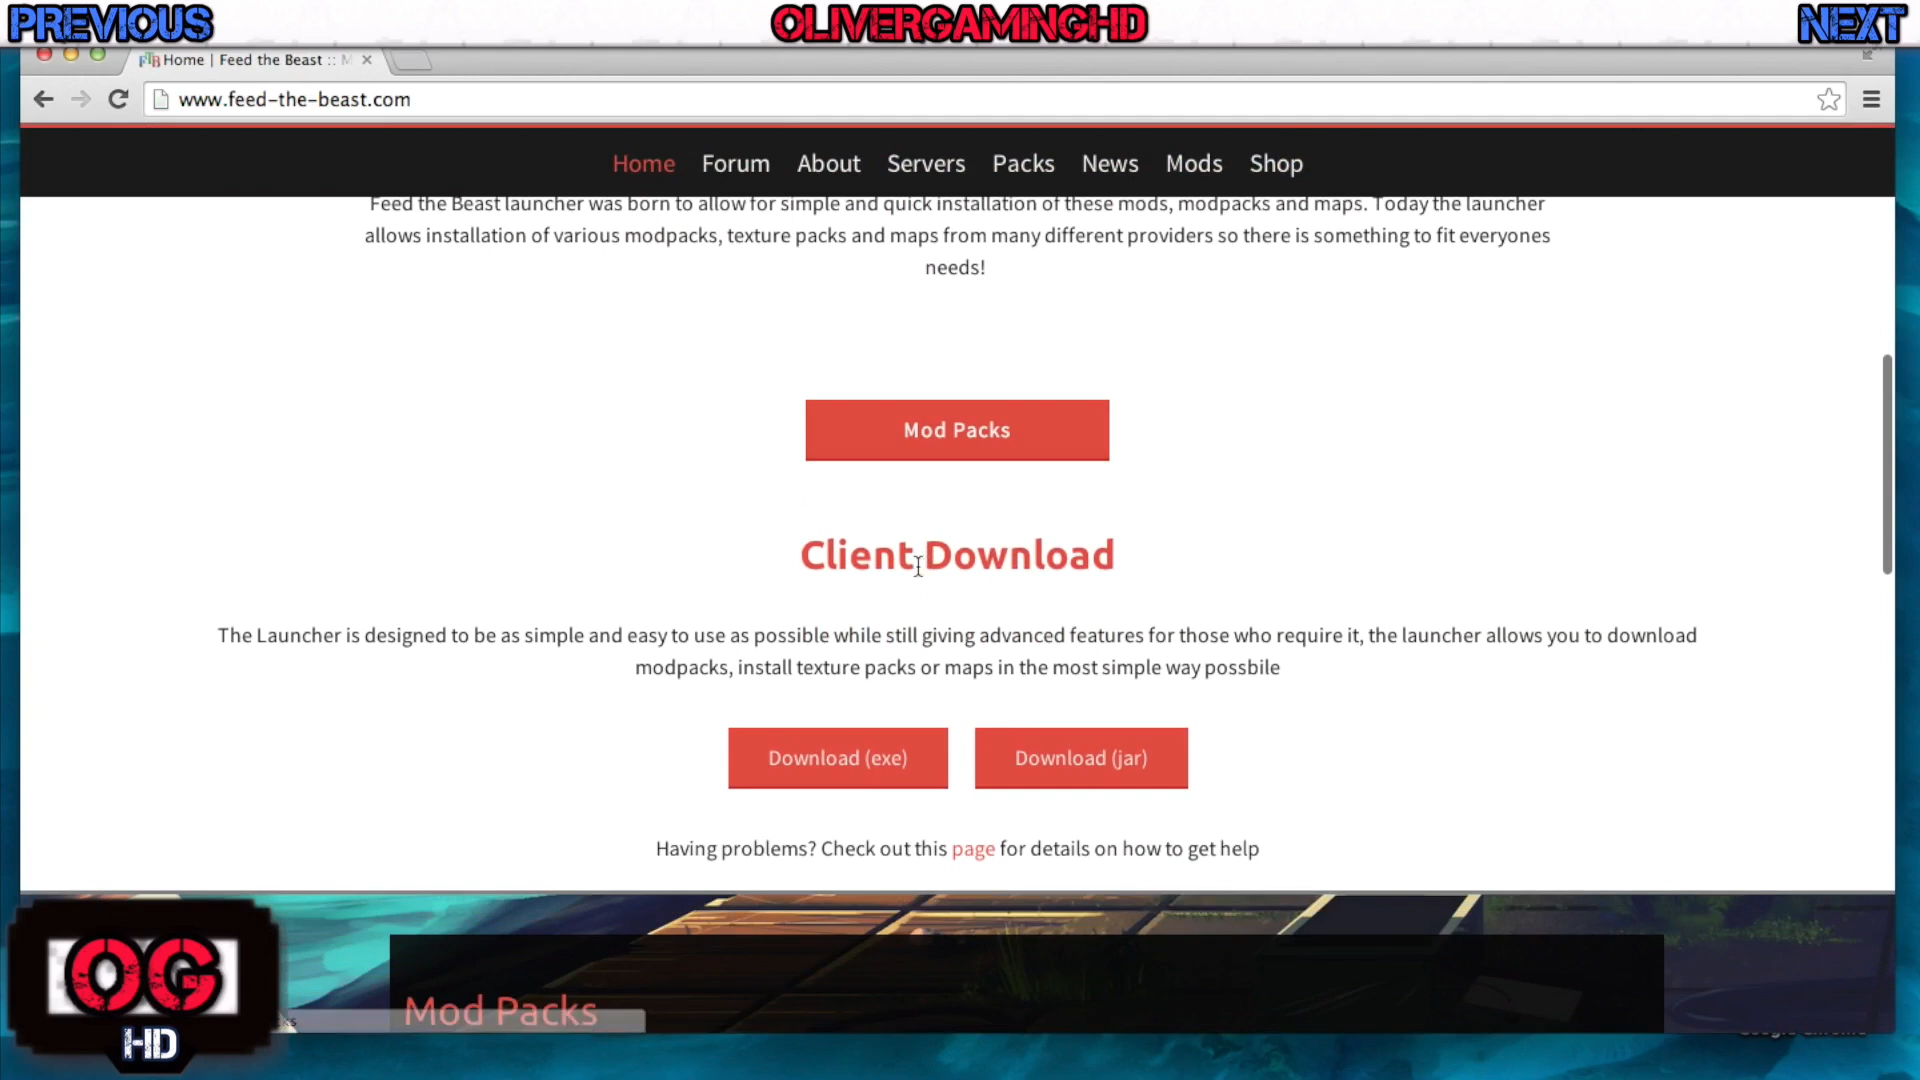 PREVIOUS
OLIVERGAMINGHD
NEXT
FTB Home | Feed the Beast :: M
www.feed-the-beast.com
Home Forum About Servers Packs News Mods Shop
Feed the Beast launcher was born to allow for simple and quick installation of these mods, modpacks and maps. Today the launcher
allows installation of various modpacks, texture packs and maps from many different providers so there is something to fit everyones
needs!
Mod Packs
Client Download
The Launcher is designed to be as simple and easy to use as possible while still giving advanced features for those who require it, the launcher allows you to download
modpacks, install texture packs or maps in the most simple way possbile
Download (exe) Download (jar)
Having problems? Check out this page for details on how to get help
Mod Packs
OG
HD
Google Chrome